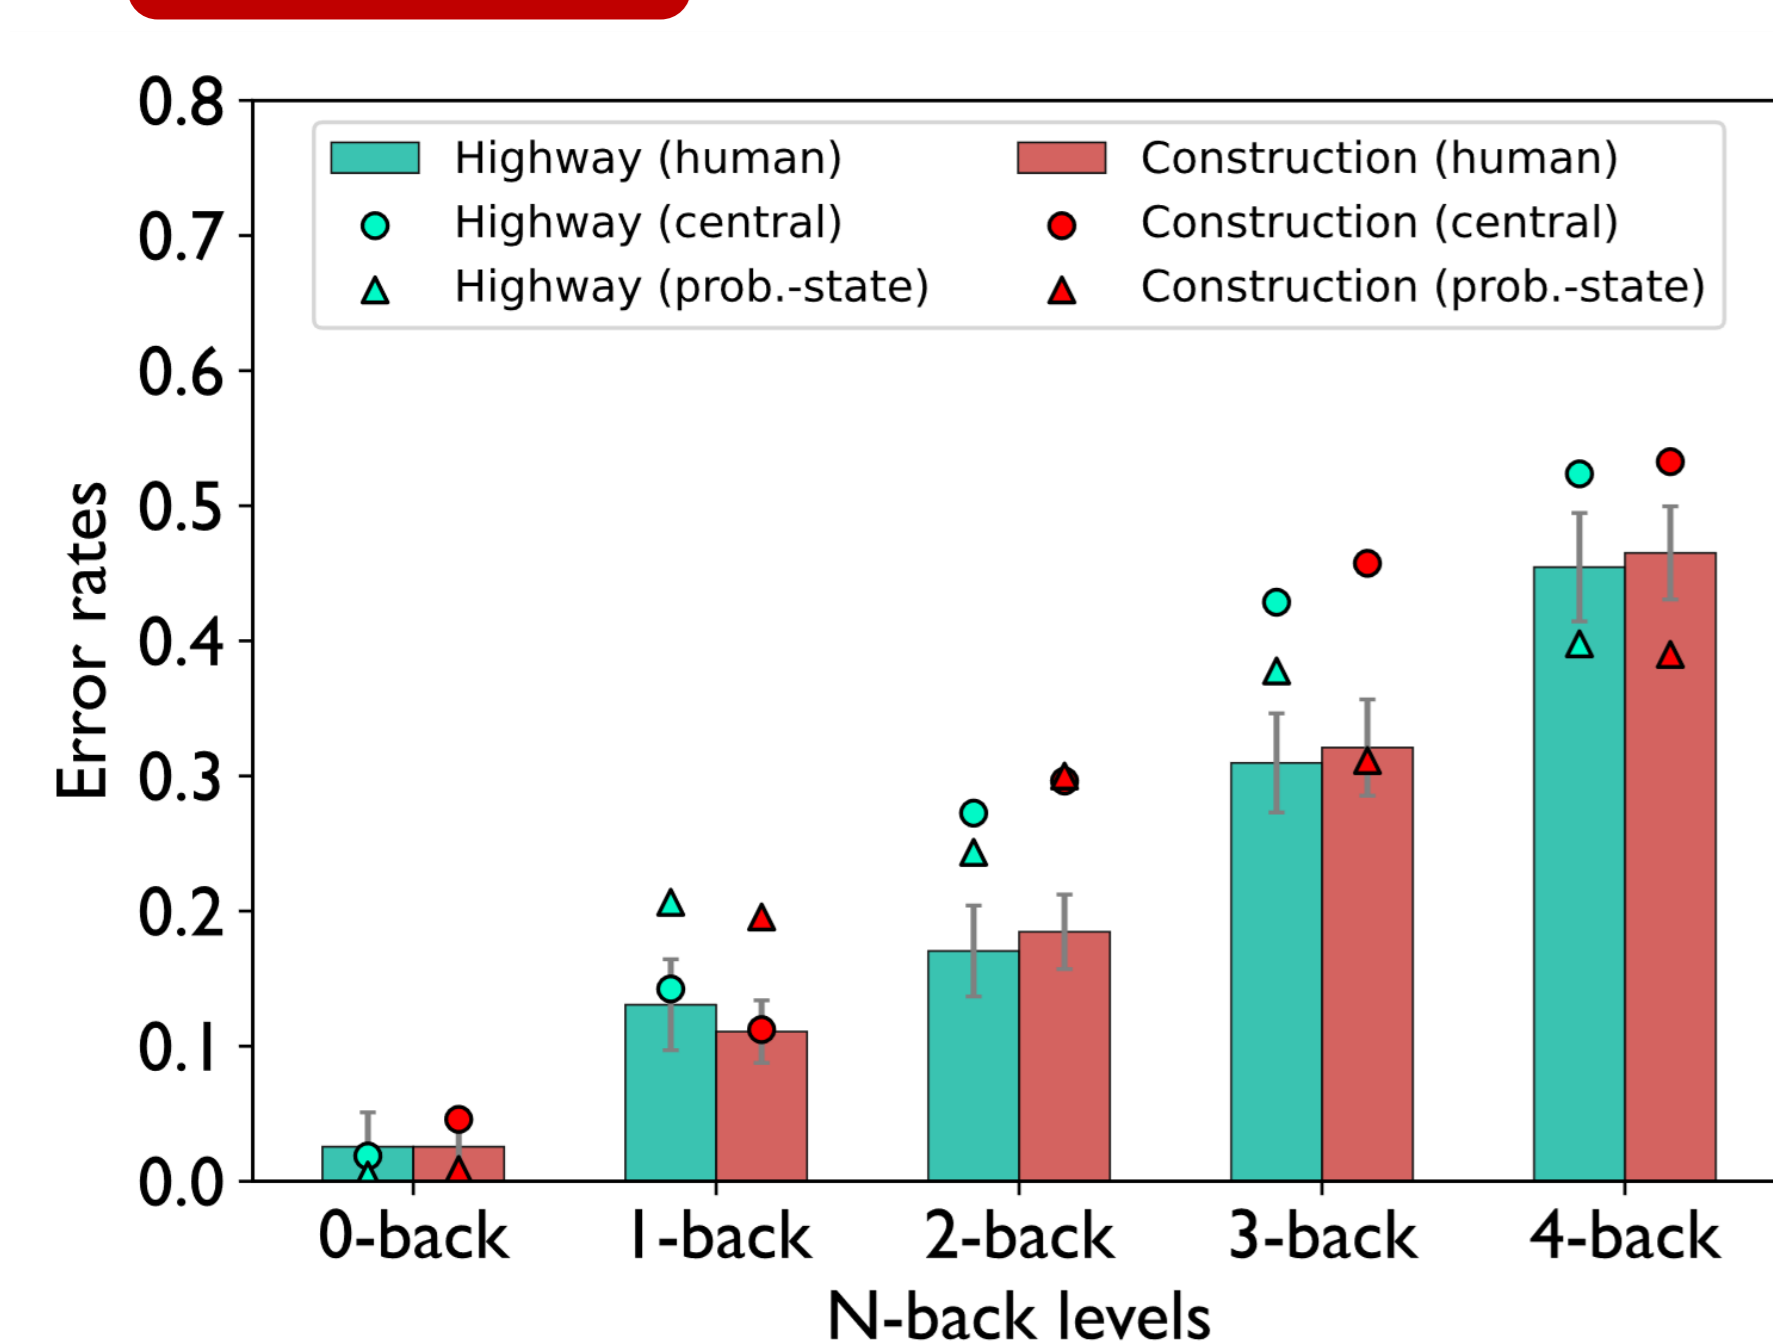 0.8
Highway (human) Construction (human)
0.7 Highway (central) Construction (central)
Highway (prob.-state) Construction (prob.-state)
0.6
0.5
0.4
0.3
0.2
0.1
0.0
Error rates
0-back 1-back 2-back 3-back 4-back
N-back levels